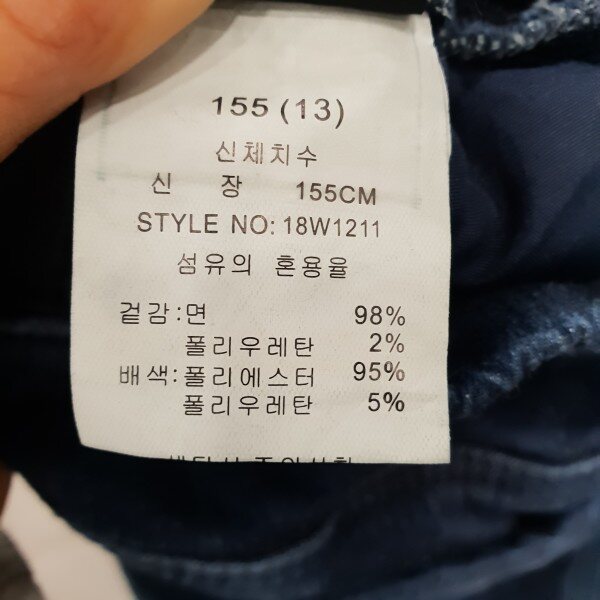 155 (13)
신체치수
신 장 155CM
STYLE NO: 18W1211
섬유의 혼용율
겉감:면 98%
폴리우레탄 2%
배색:폴리에스터 95%
폴리우레탄 5%